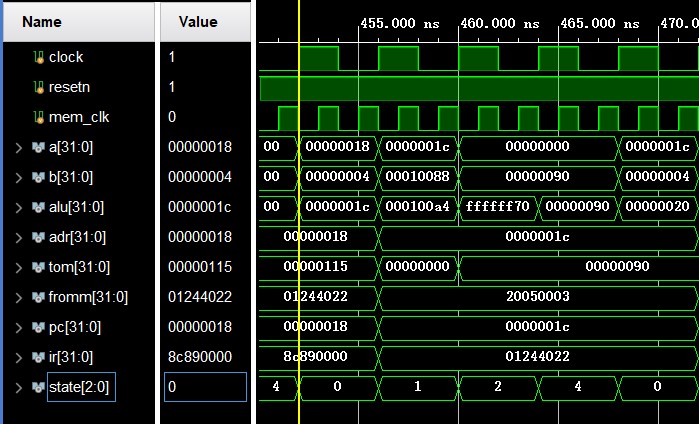 Name Value 455.000 ns 460.000 ns 465.000 ns 470.0
clock 1
resetn 1
mem_clk 0
a[31:0] 00000018 00 00000018 0000001c 00000000 0000001c
b[31:0] 00000004 00 00000004 00010088 00000090 00000004
alu[31:0] 0000001c 00 0000001c 000100a4 ffffff70 00000090 00000020
adr[31:0] 00000018 00000018 0000001c
tom[31:0] 00000115 00000115 00000000 00000090
fromm[31:0] 01244022 01244022 20050003
pc[31:0] 00000018 00000018 0000001c
ir[31:0] 8c890000 8c890000 01244022
state[2:0] 0 4 0 1 2 4 0